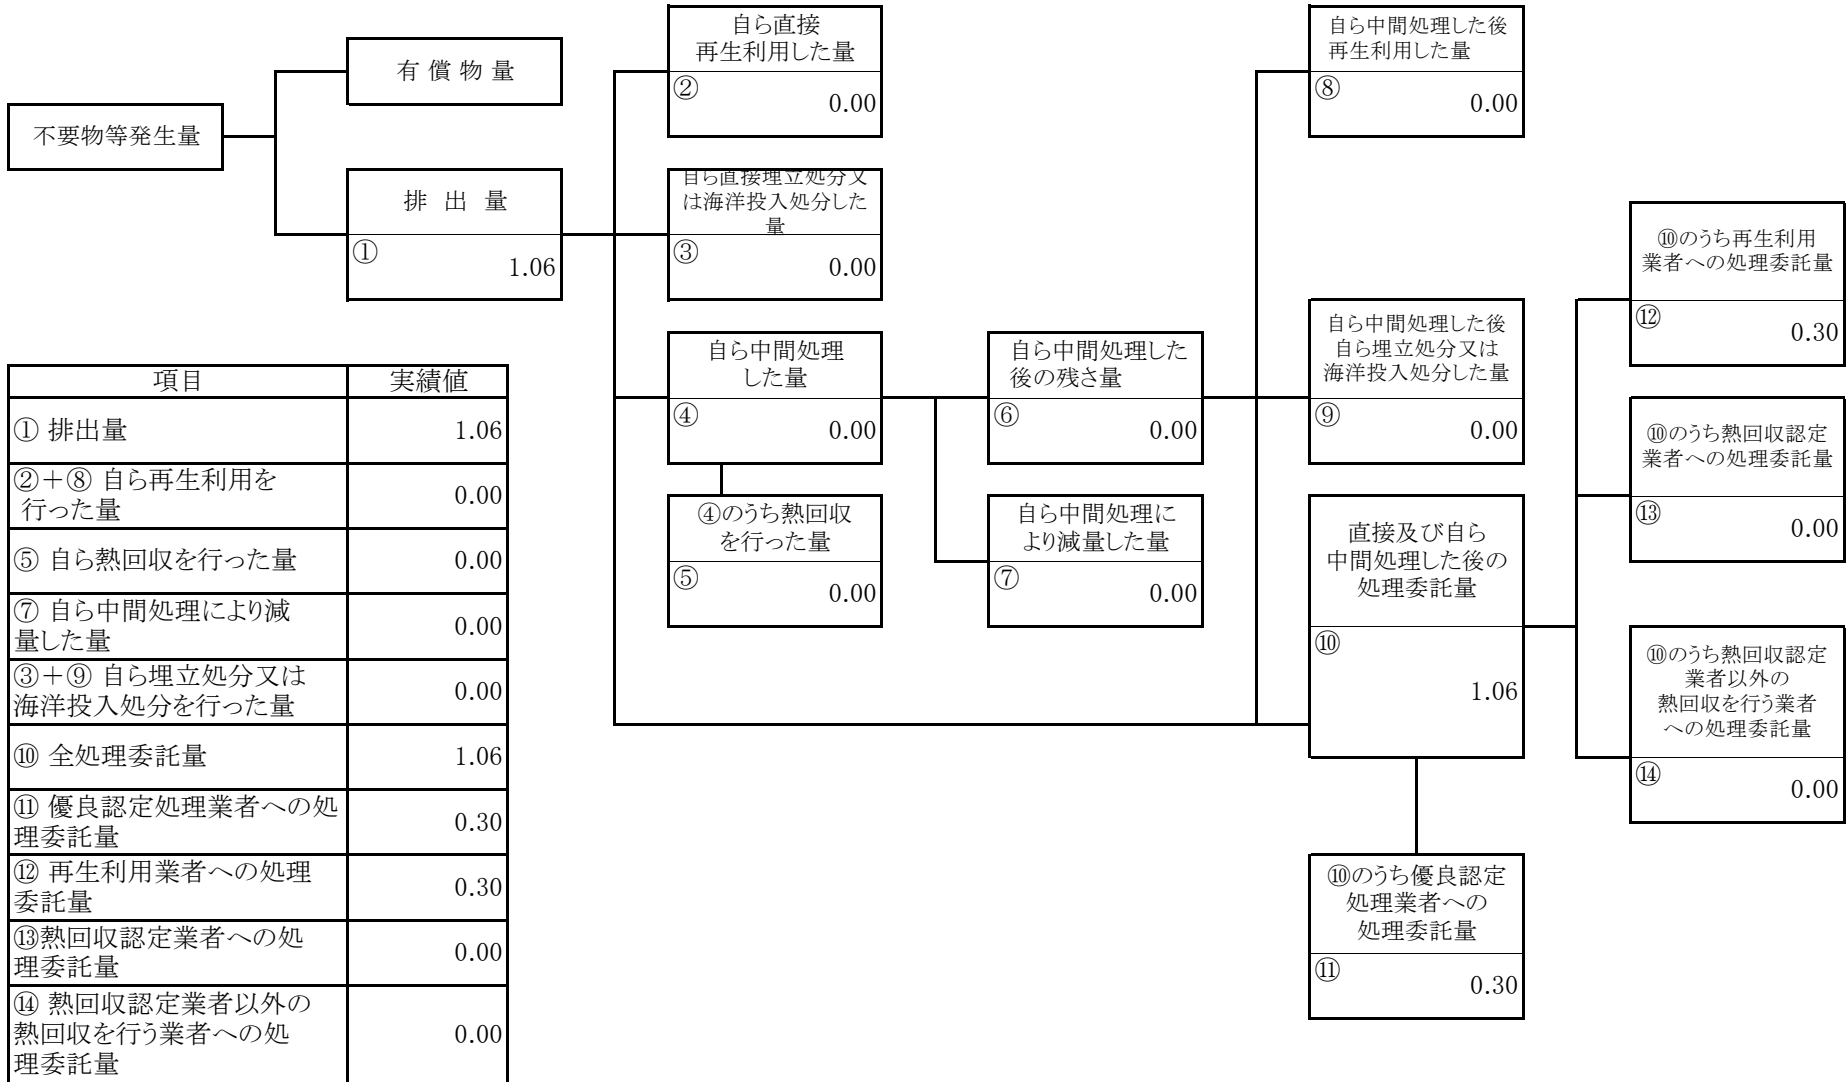 不要物等発生量
有 償 物 量
排 出 量
①
1.06
自ら直接
再生利用した量
②
0.00
自ら直接埋立処分又
は海洋投入処分した
量
③
0.00
自ら中間処理
した量
④
0.00
④のうち熱回収
を行った量
⑤
0.00
自ら中間処理した
後の残さ量
⑥
0.00
自ら中間処理に
より減量した量
⑦
0.00
自ら中間処理した後
再生利用した量
⑧
0.00
自ら中間処理した後
自ら埋立処分又は
海洋投入処分した量
⑨
0.00
直接及び自ら
中間処理した後の
処理委託量
⑩
1.06
⑩のうち優良認定
処理業者への
処理委託量
⑪
0.30
⑩のうち再生利用
業者への処理委託量
⑫
0.30
⑩のうち熱回収認定
業者への処理委託量
⑬
0.00
⑩のうち熱回収認定
業者以外の
熱回収を行う業者
への処理委託量
⑭
0.00
項目 実績値
① 排出量 1.06
②＋⑧ 自ら再生利用を
行った量 0.00
⑤ 自ら熱回収を行った量 0.00
⑦ 自ら中間処理により減
量した量 0.00
③＋⑨ 自ら埋立処分又は
海洋投入処分を行った量 0.00
⑩ 全処理委託量 1.06
⑪ 優良認定処理業者への処
理委託量 0.30
⑫ 再生利用業者への処理
委託量 0.30
⑬熱回収認定業者への処
理委託量 0.00
⑭ 熱回収認定業者以外の
熱回収を行う業者への処
理委託量 0.00